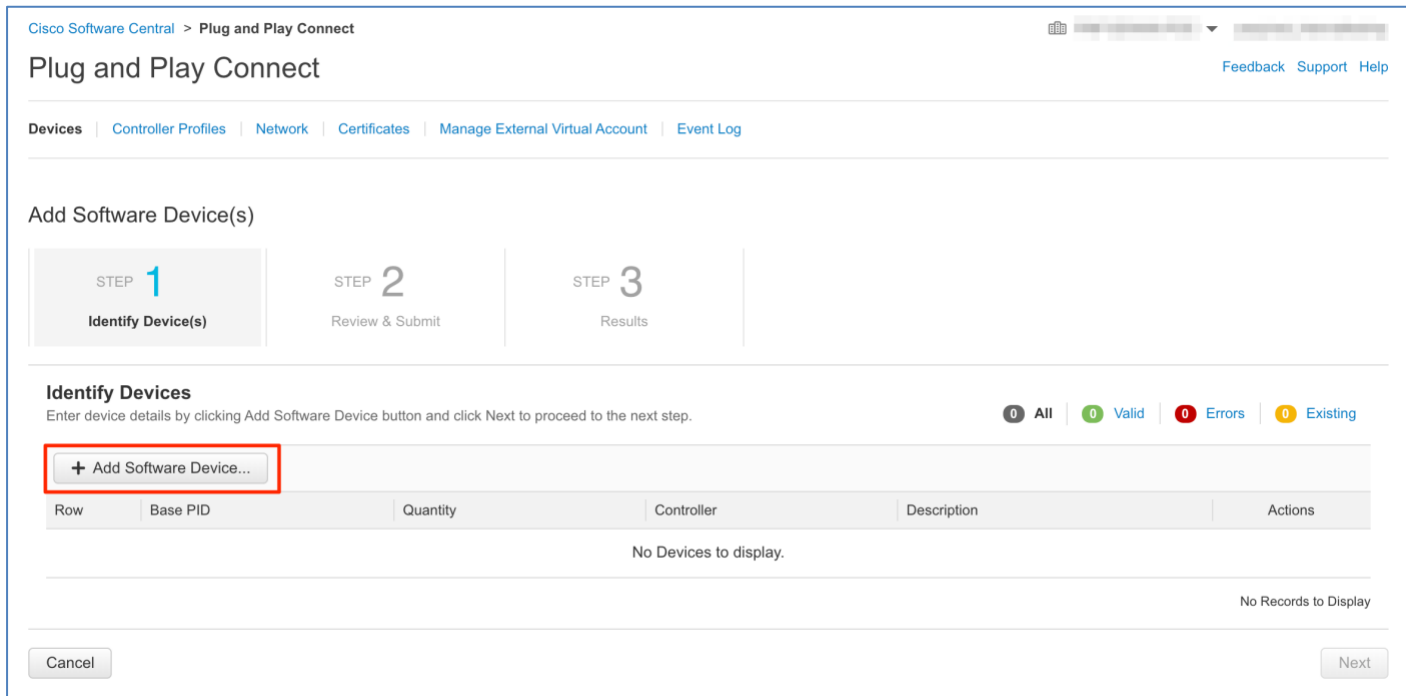 Cisco Software Central > Plug and Play Connect
Plug and Play Connect
Feedback Support Help
Devices Controller Profiles Network Certificates Manage External Virtual Account Event Log
Add Software Device(s)
STEP 1 STEP 2 STEP 3
Identify Device(s) Review & Submit Results
Identify Devices
Enter device details by clicking Add Software Device button and click Next to proceed to the next step.
0 All 0 Valid 0 Errors 0 Existing
+ Add Software Device...
Row Base PID Quantity Controller Description Actions
No Devices to display.
No Records to Display
Cancel Next